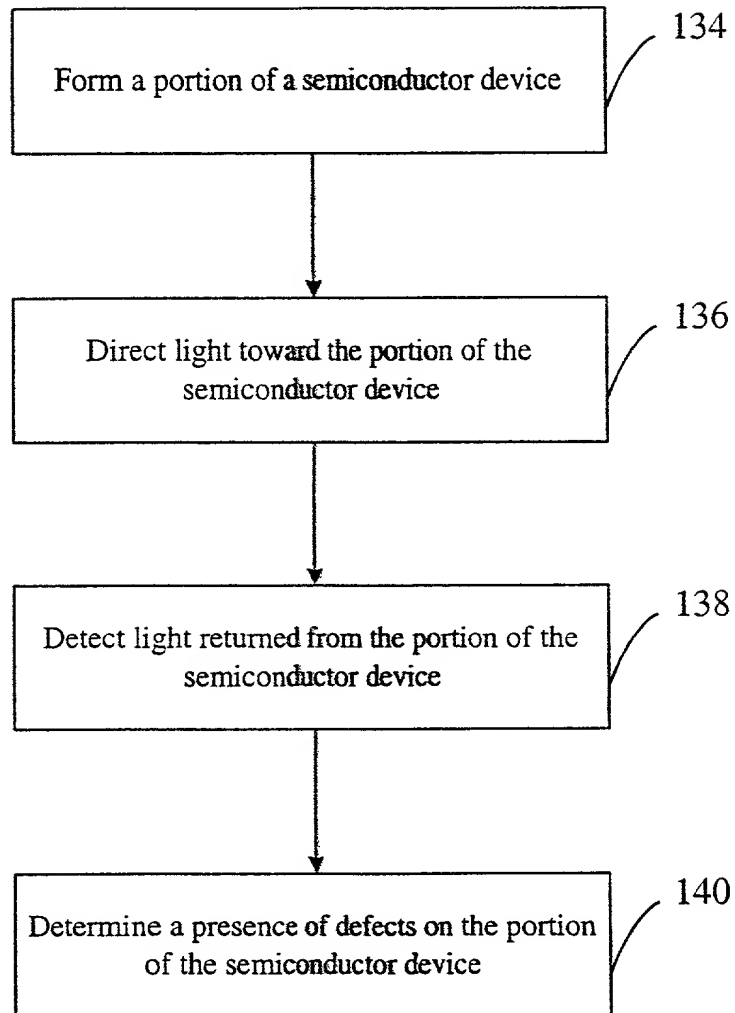 134
Form a portion of a semiconductor device
136
Direct light toward the portion of the
semiconductor device
138
Detect light returned from the portion of the
semiconductor device
140
Determine a presence of defects on the portion
of the semiconductor device